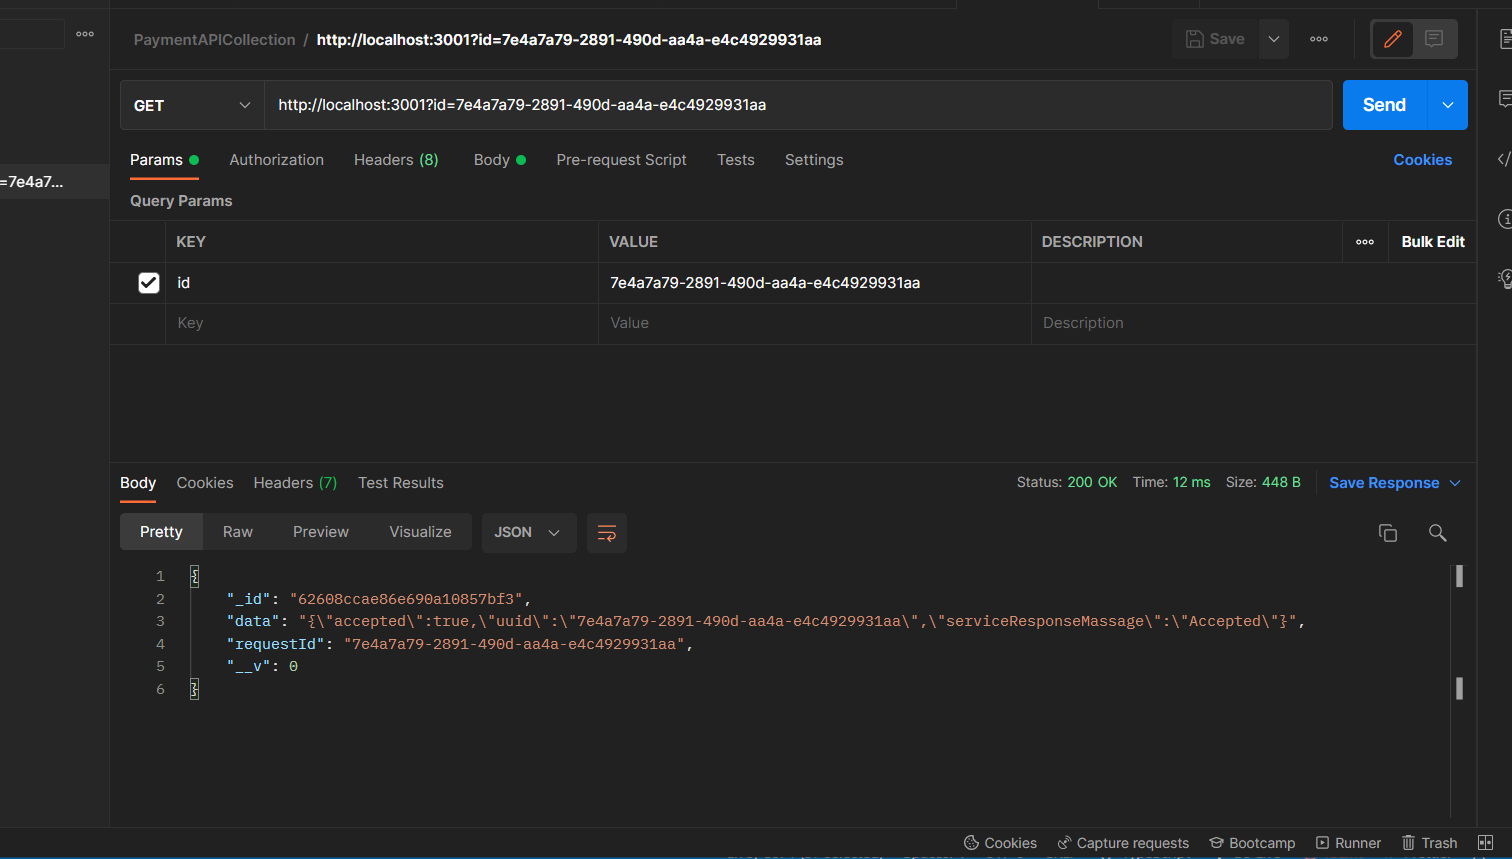 PaymentAPICollection / http://localhost:3001?id=7e4a7a79-2891-490d-aa4a-e4c4929931aa
Save
GET
http://localhost:3001?id=7e4a7a79-2891-490d-aa4a-e4c4929931aa
Send
Params Authorization Headers (8) Body Pre-request Script Tests Settings Cookies
=7e4a7...
Query Params
KEY VALUE DESCRIPTION Bulk Edit
id 7e4a7a79-2891-490d-aa4a-e4c4929931aa
Key Value Description
Body Cookies Headers (7) Test Results Status: 200 OK Time: 12 ms Size: 448 B Save Response
Pretty Raw Preview Visualize JSON
1 {
2 "_id": "62608ccae86e690a10857bf3",
3 "data": "{\"accepted\":true,\"uuid\":\"7e4a7a79-2891-490d-aa4a-e4c4929931aa\",\"serviceResponseMassage\":\"Accepted\"}",
4 "requestId": "7e4a7a79-2891-490d-aa4a-e4c4929931aa",
5 "__v": 0
6 }
Cookies Capture requests Bootcamp Runner Trash